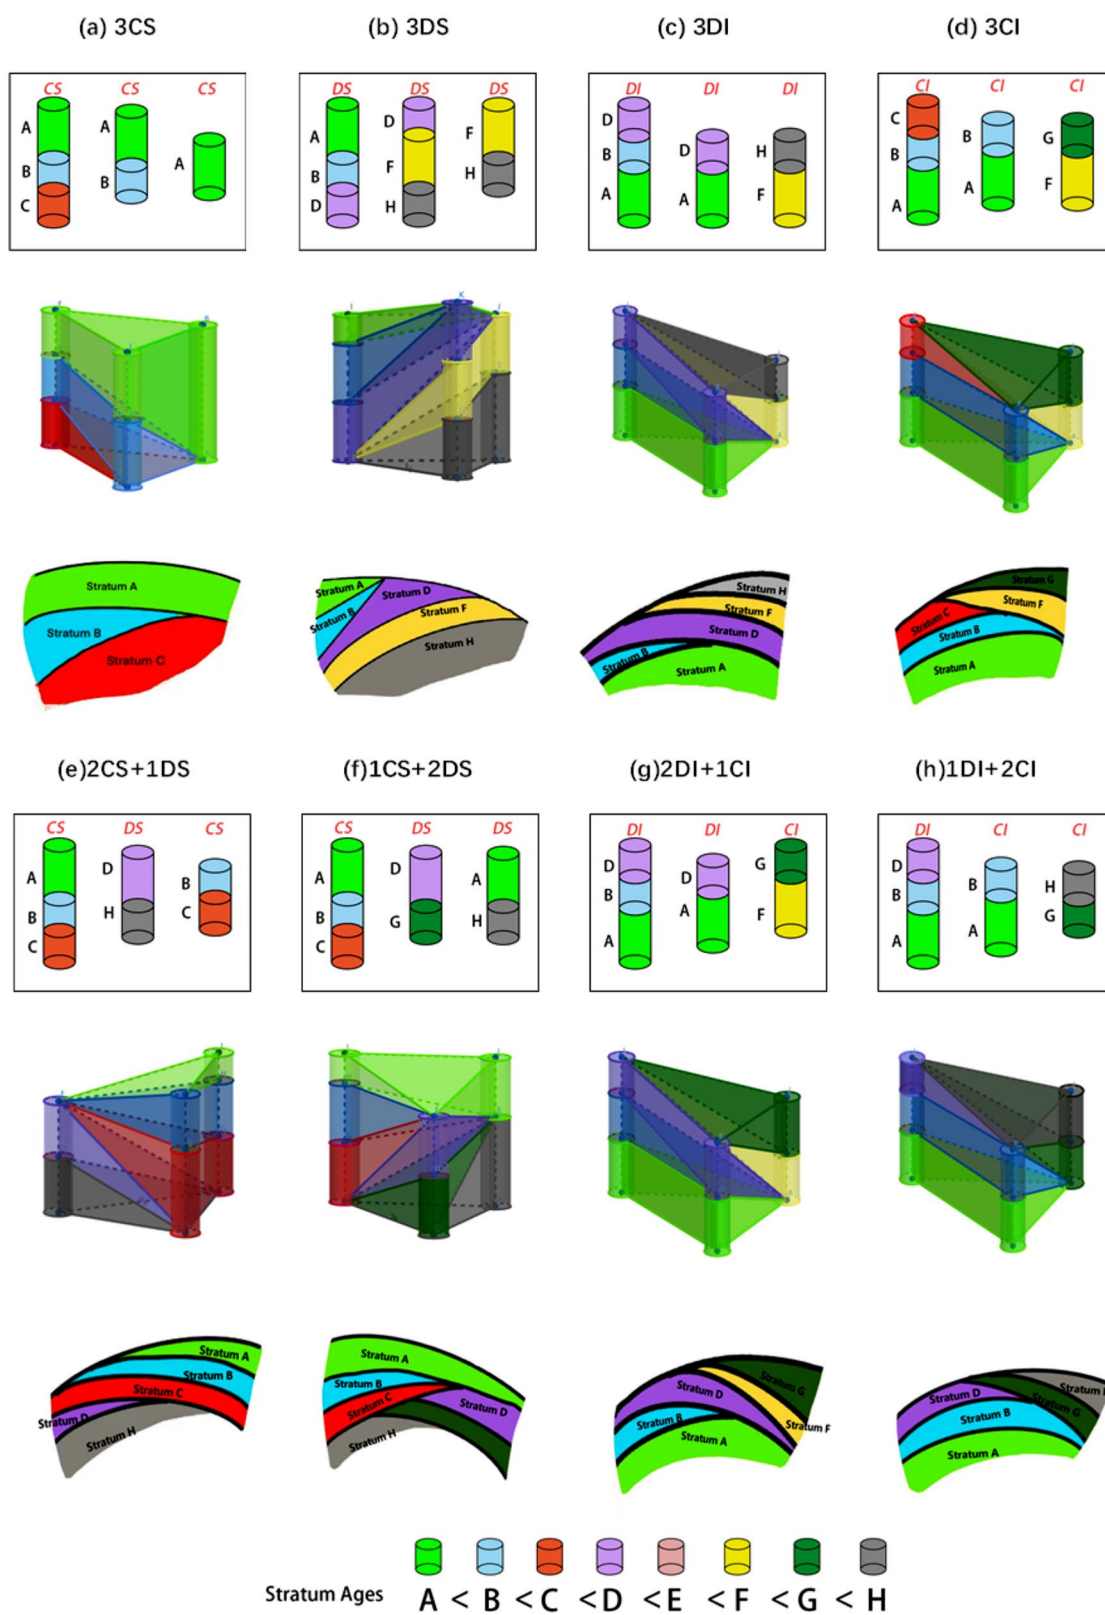 (a) 3CS (b) 3DS (c) 3DI (d) 3CI
CS CS CS DS DS DS DI DI DI CI CI CI
A B C A B A
A B D D F H F H
D B A D A H F
C B A B A G F
Stratum A
Stratum B
Stratum C
Stratum A
Stratum B
Stratum D
Stratum F
Stratum H
Stratum H
Stratum F
Stratum D
Stratum B
Stratum A
Stratum G
Stratum F
Stratum C
Stratum B
Stratum A
(e)2CS+1DS (f)1CS+2DS (g)2DI+1CI (h)1DI+2CI
CS DS CS CS DS DS DI DI CI DI CI CI
A B C D H B C
A B C D G A H
D B A D A G F
D B A B A H G
Stratum A
Stratum B
Stratum C
Stratum D
Stratum H
Stratum A
Stratum B
Stratum C
Stratum D
Stratum H
Stratum G
Stratum D
Stratum F
Stratum B
Stratum A
Stratum D
Stratum G
Stratum B
Stratum A
Stratum Ages A < B < C < D < E < F < G < H